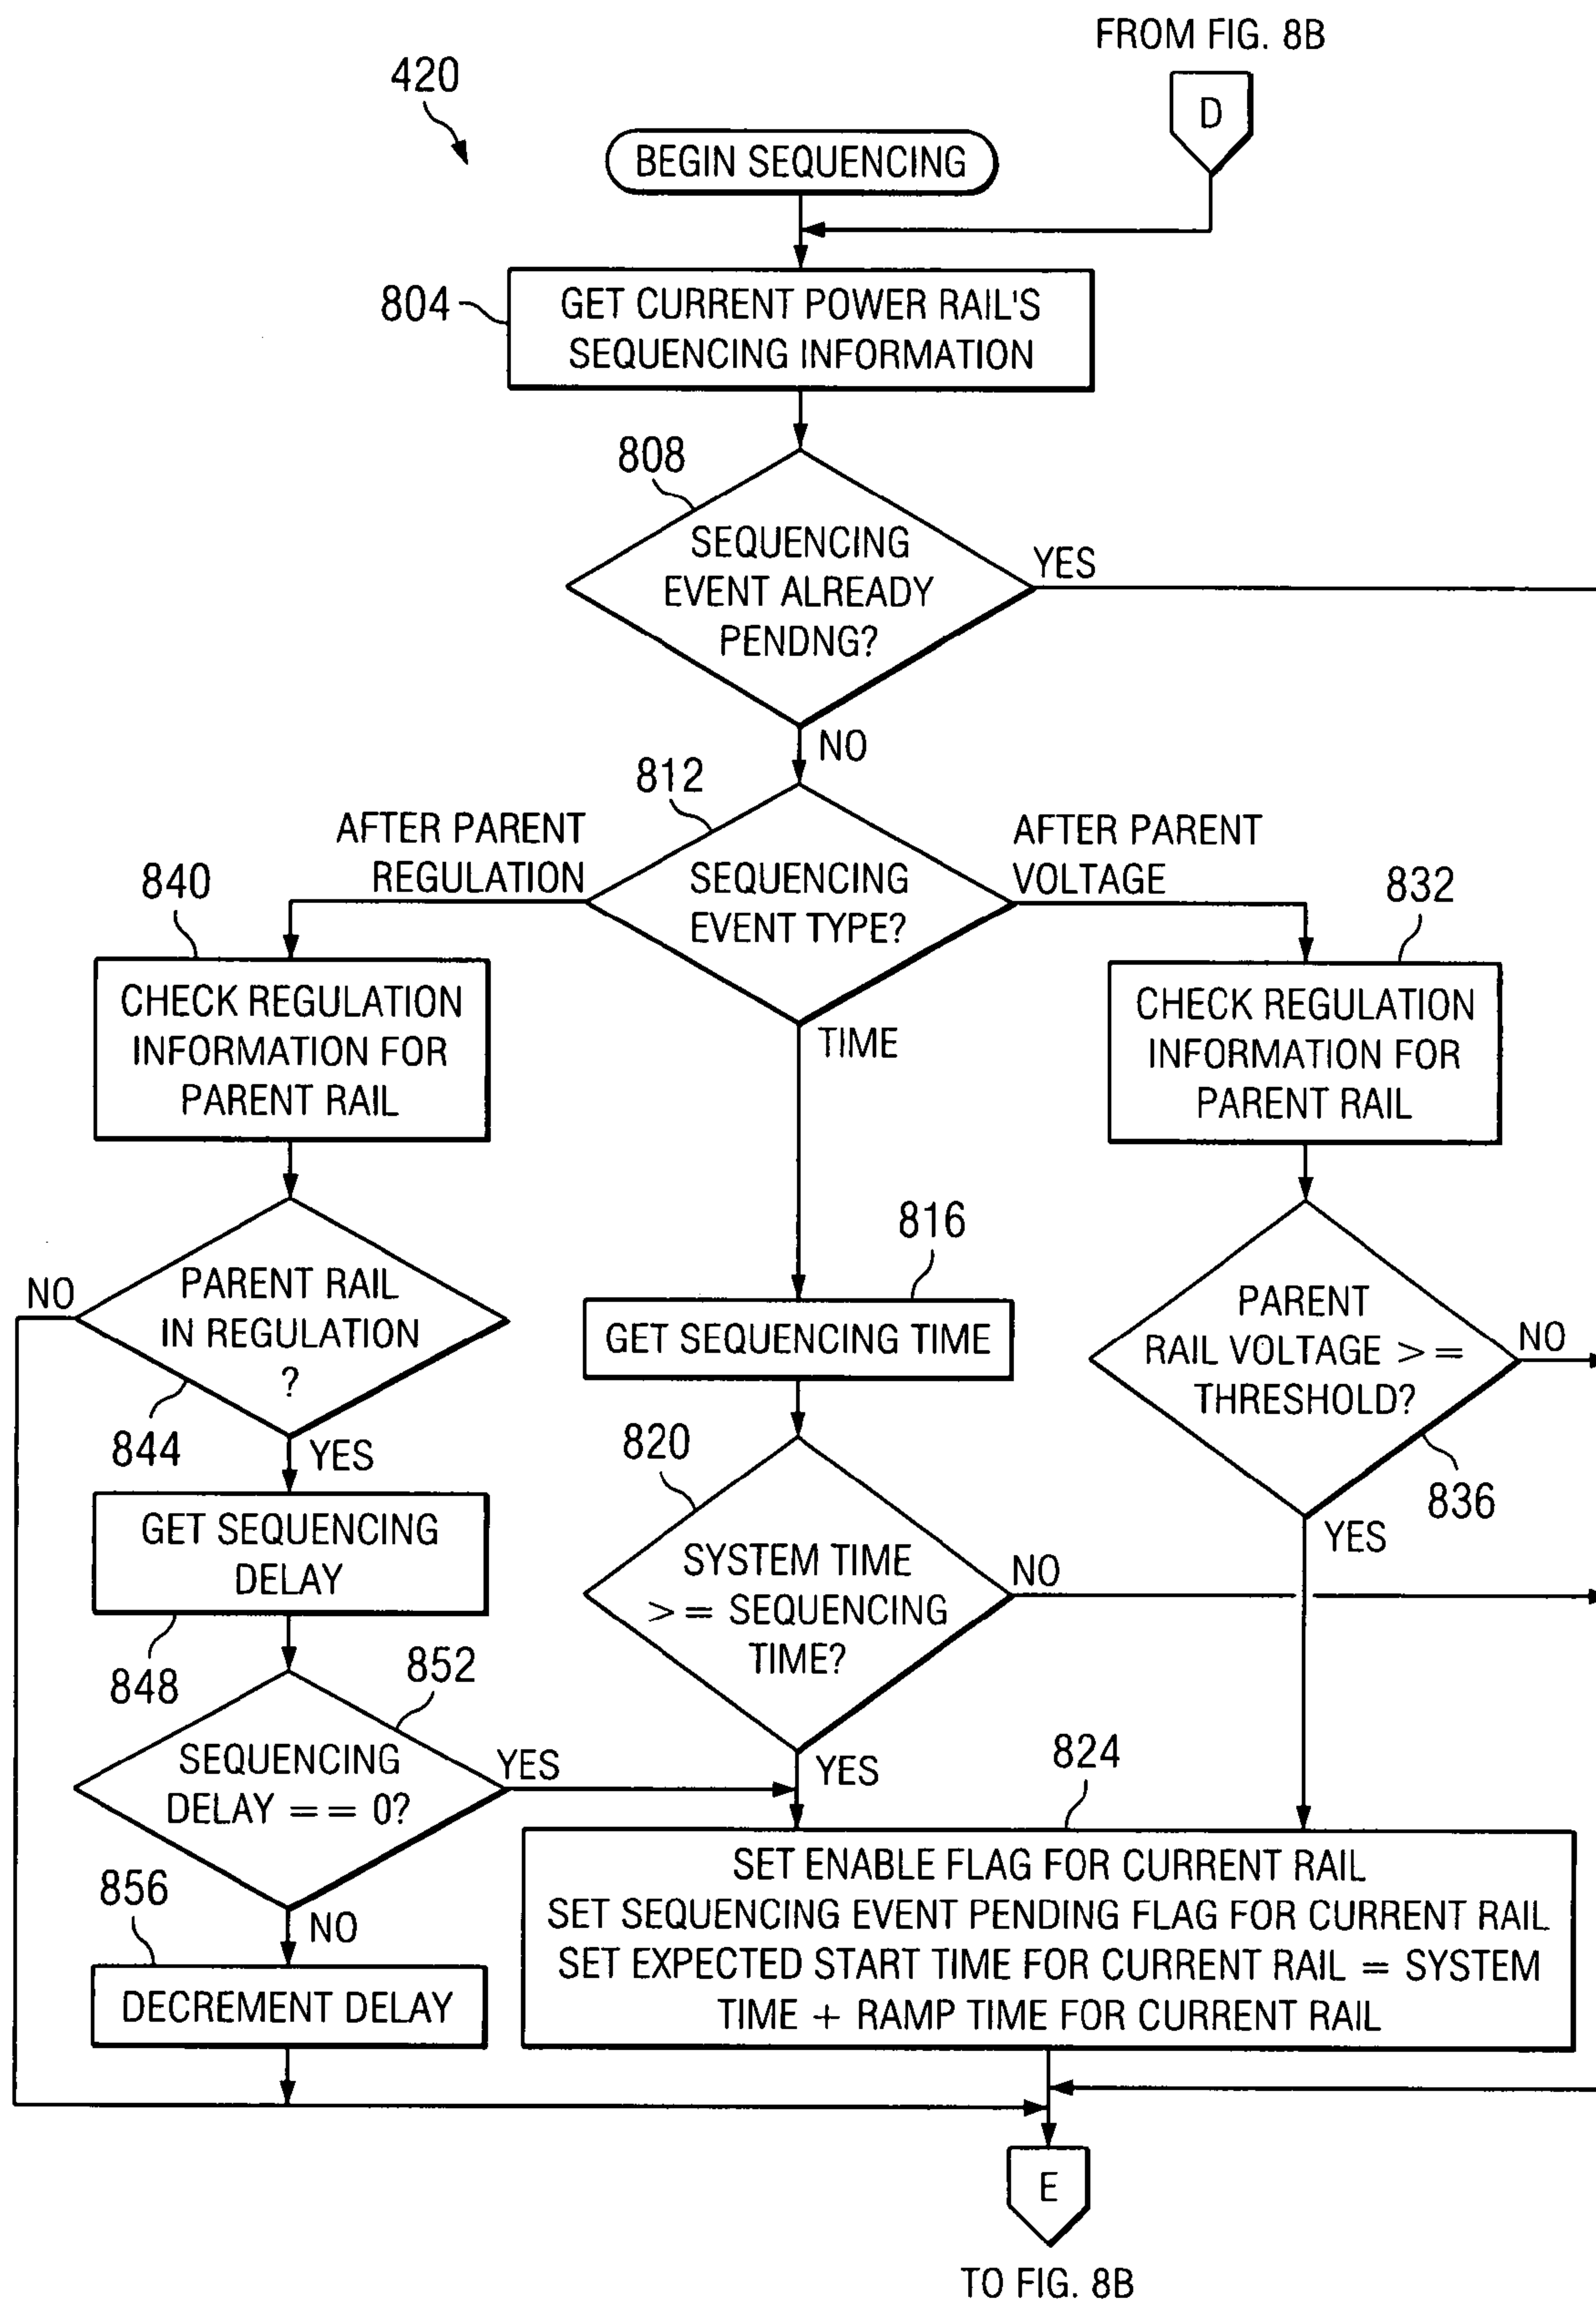 FROM FIG. 8B
420
D
BEGIN SEQUENCING
804
GET CURRENT POWER RAIL'S
SEQUENCING INFORMATION
808
SEQUENCING
EVENT ALREADY
PENDNG?
YES
NO
812
AFTER PARENT
REGULATION
SEQUENCING
EVENT TYPE?
AFTER PARENT
VOLTAGE
TIME
840
CHECK REGULATION
INFORMATION FOR
PARENT RAIL
832
CHECK REGULATION
INFORMATION FOR
PARENT RAIL
816
GET SEQUENCING TIME
NO
PARENT RAIL
IN REGULATION
?
844
YES
PARENT
RAIL VOLTAGE >=
THRESHOLD?
NO
836
YES
820
SYSTEM TIME
>= SEQUENCING
TIME?
NO
YES
GET SEQUENCING
DELAY
848
852
SEQUENCING
DELAY == 0?
YES
NO
856
DECREMENT DELAY
824
SET ENABLE FLAG FOR CURRENT RAIL
SET SEQUENCING EVENT PENDING FLAG FOR CURRENT RAIL
SET EXPECTED START TIME FOR CURRENT RAIL = SYSTEM
TIME + RAMP TIME FOR CURRENT RAIL
E
TO FIG. 8B